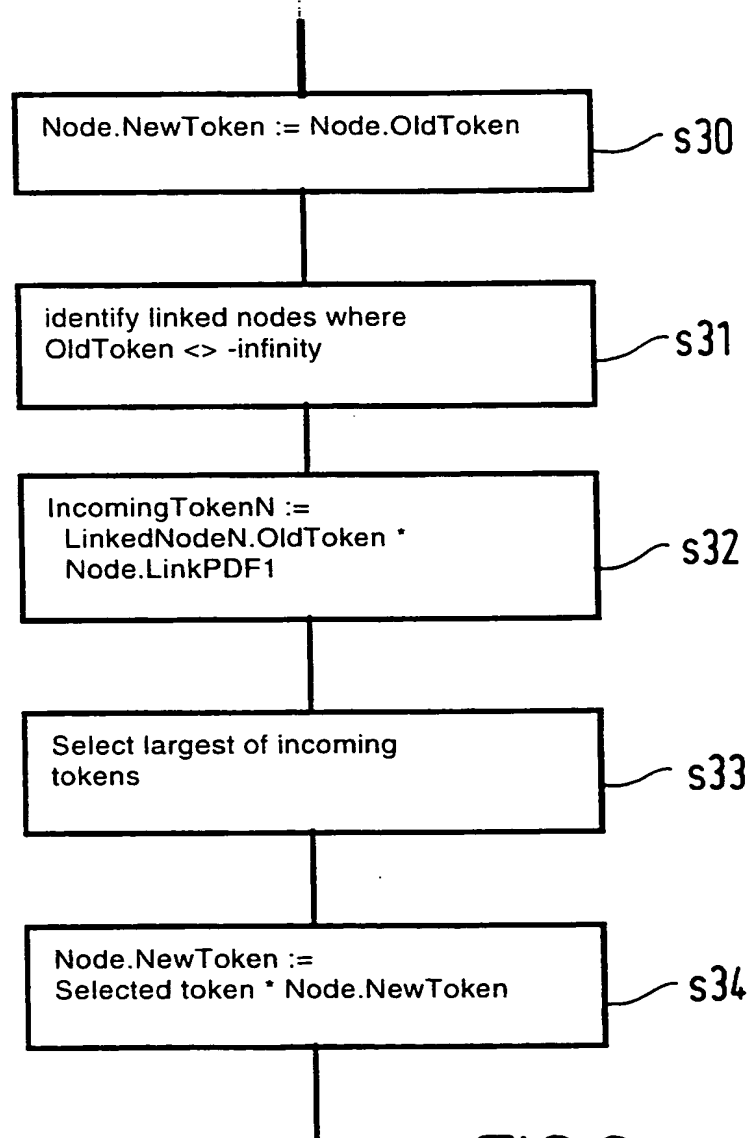 Node.NewToken := Node.OldToken
s30
identify linked nodes where
OldToken <> -infinity
s31
IncomingTokenN :=
LinkedNodeN.OldToken *
Node.LinkPDF1
s32
Select largest of incoming
tokens
s33
Node.NewToken :=
Selected token * Node.NewToken
s34